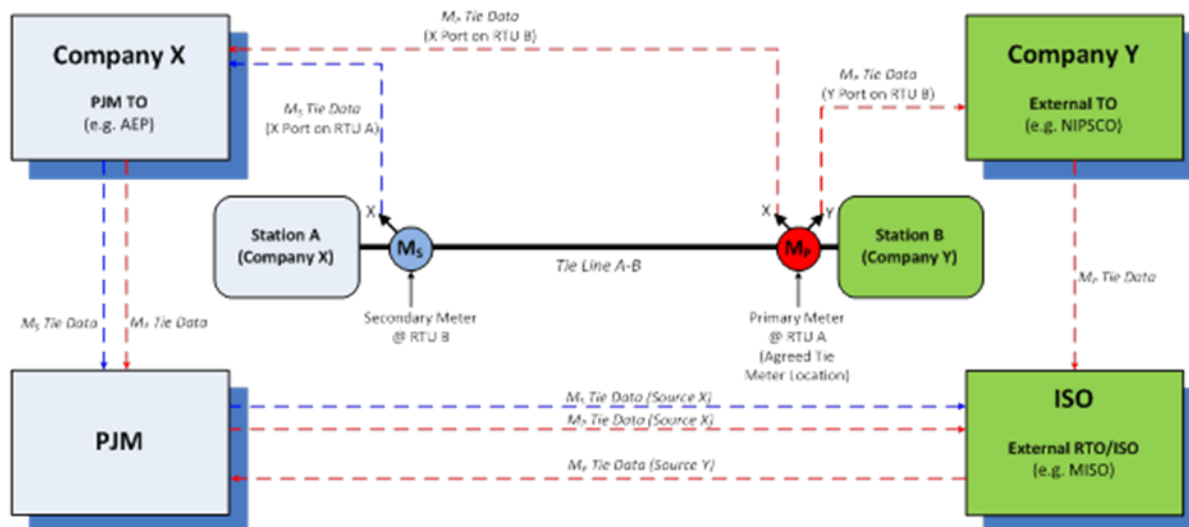 Company X
PJM TO
(e.g. AEP)
Mₚ Tie Data
(X Port on RTU B)
Company Y
External TO
(e.g. NIPSCO)
Mₚ Tie Data
(Y Port on RTU B)
Mₛ Tie Data
(X Port on RTU A)
X
X
Y
Station A
(Company X)
Mₛ
Tie Line A-B
Mₚ
Station B
(Company Y)
Secondary Meter
@ RTU B
Primary Meter
@ RTU A
(Agreed Tie
Meter Location)
Mₚ Tie Data
Mₛ Tie Data
Mₚ Tie Data
PJM
Mₛ Tie Data (Source X)
Mₚ Tie Data (Source X)
Mₚ Tie Data (Source Y)
ISO
External RTO/ISO
(e.g. MISO)